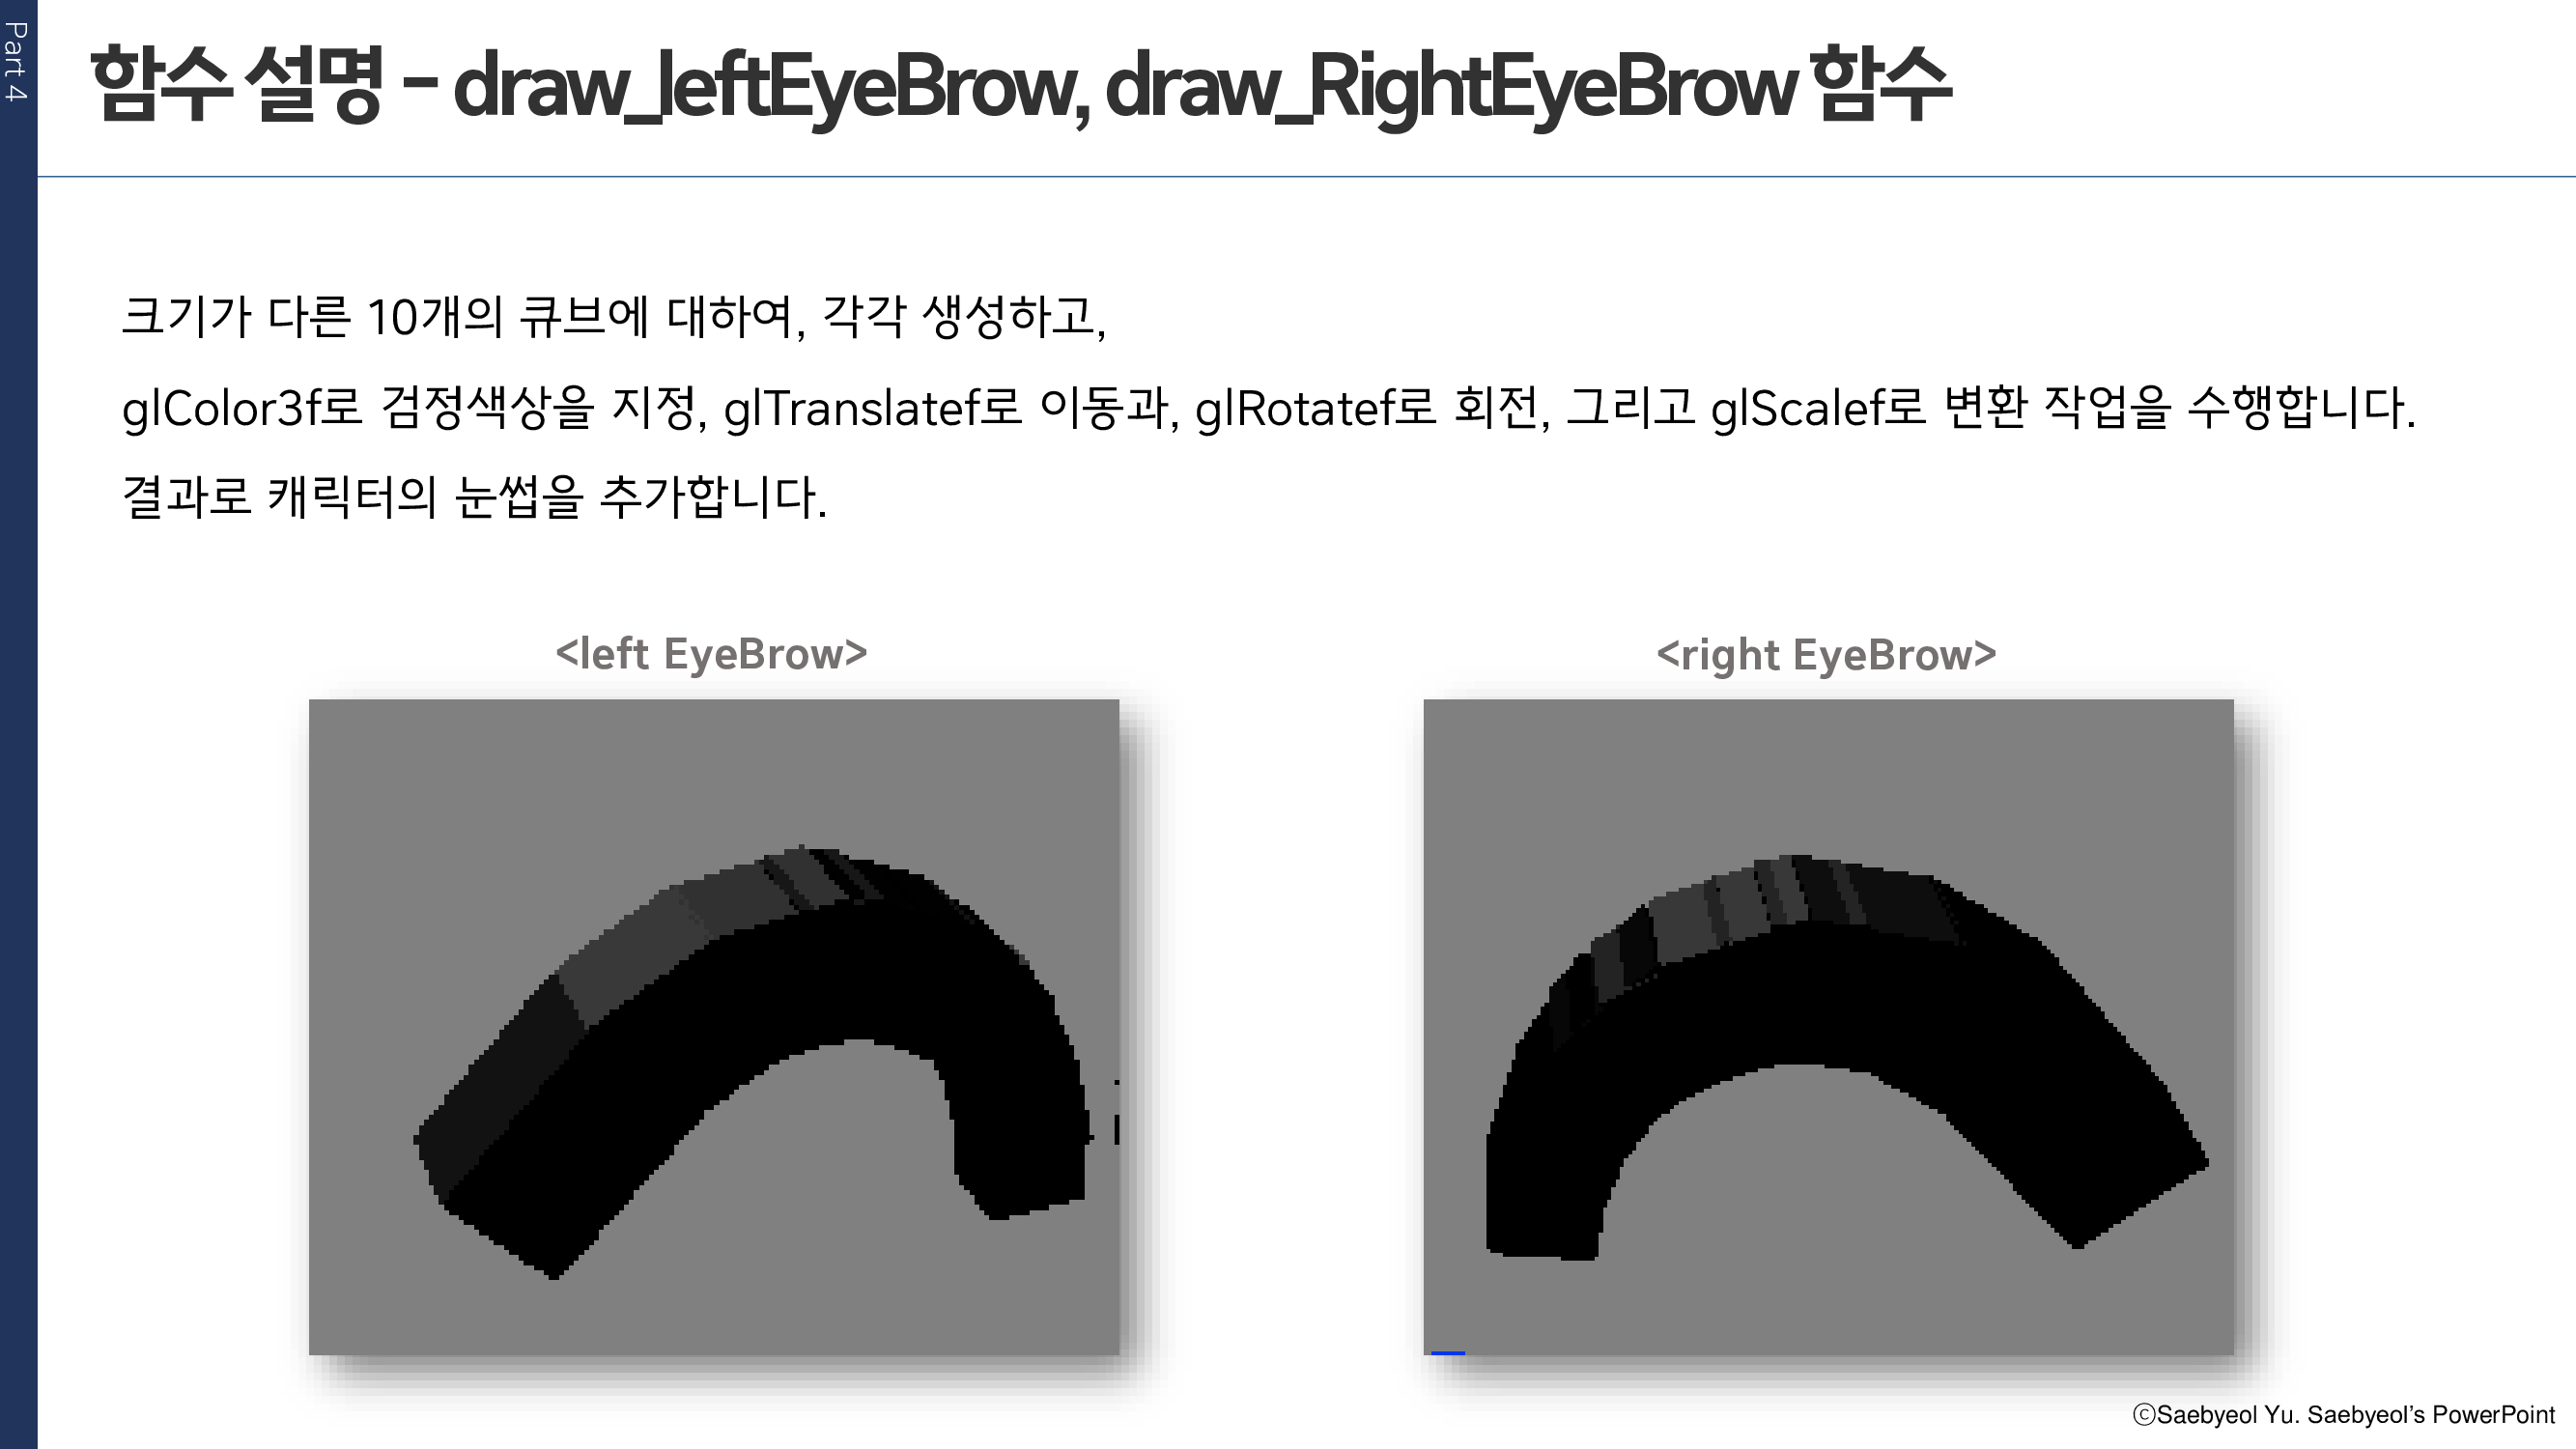 Part 4
함수 설명 - draw_leftEyeBrow, draw_RightEyeBrow 함수
크기가 다른 10개의 큐브에 대하여, 각각 생성하고,
glColor3f로 검정색상을 지정, glTranslatef로 이동과, glRotatef로 회전, 그리고 glScalef로 변환 작업을 수행합니다.
결과로 캐릭터의 눈썹을 추가합니다.
<left EyeBrow>
<right EyeBrow>
ⓒSaebyeol Yu. Saebyeol’s PowerPoint